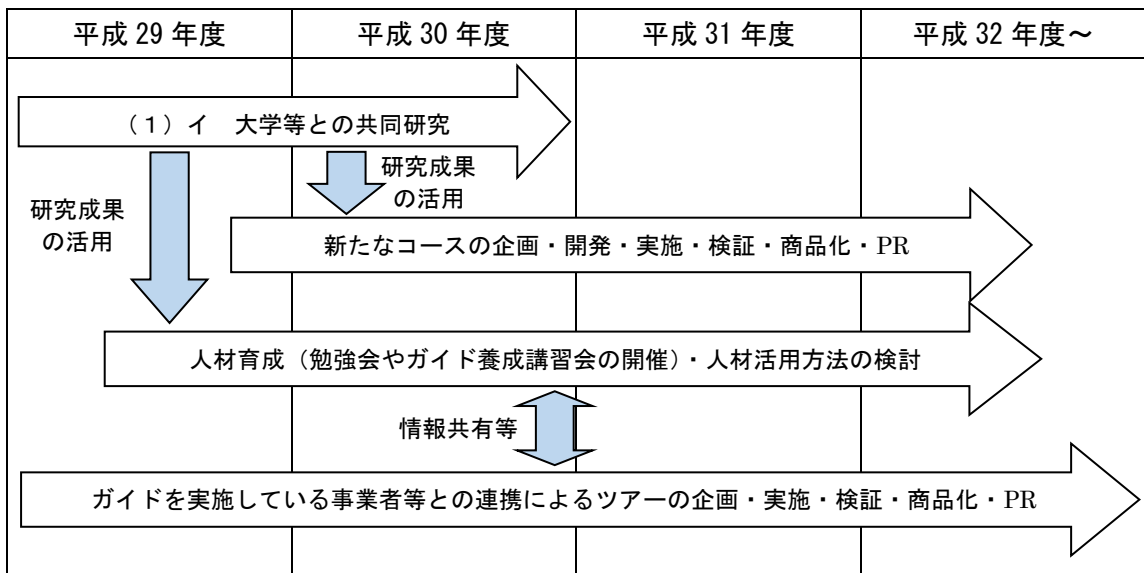 平成 29 年度
平成 30 年度
平成 31 年度
平成 32 年度～
（１）イ　大学等との共同研究
研究成果
の活用
研究成果
の活用
新たなコースの企画・開発・実施・検証・商品化・PR
人材育成（勉強会やガイド養成講習会の開催）・人材活用方法の検討
情報共有等
ガイドを実施している事業者等との連携によるツアーの企画・実施・検証・商品化・PR